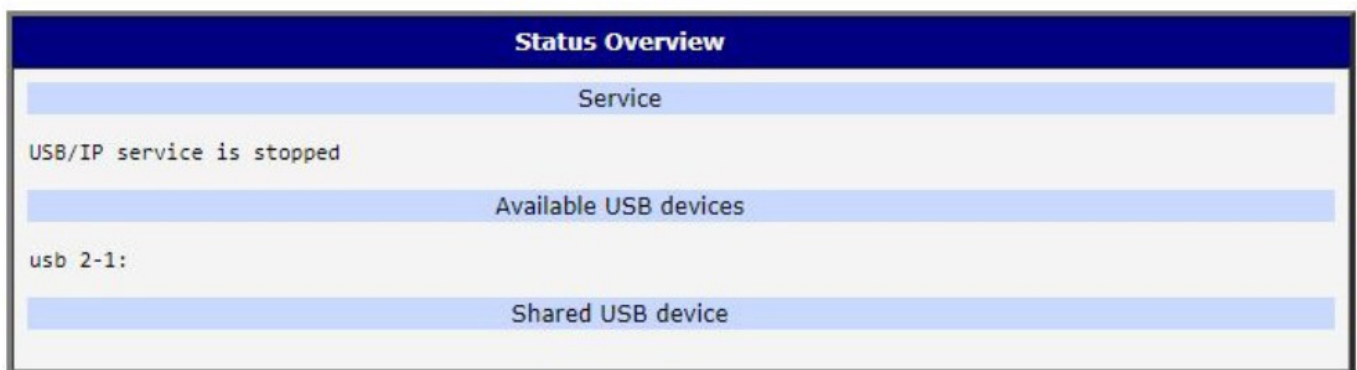 Status Overview
Service
USB/IP service is stopped
Available USB devices
usb 2-1:
Shared USB device